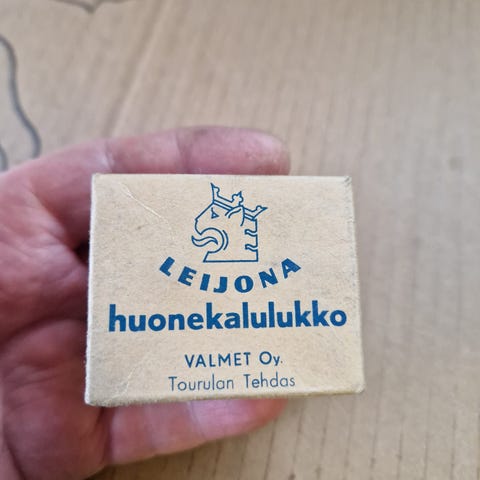 LEIJONA
huonekalulukko
VALMET Oy.
Tourulan Tehdas